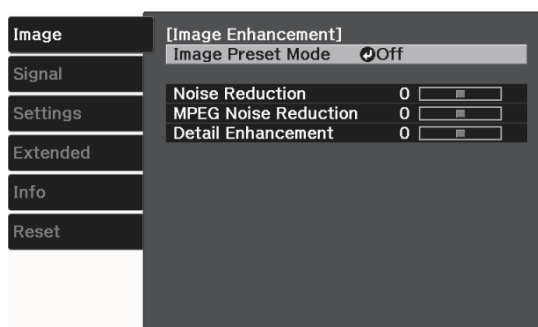 Image
Signal
Settings
Extended
Info
Reset
[Image Enhancement]
Image Preset Mode Off
Noise Reduction 0
MPEG Noise Reduction 0
Detail Enhancement 0